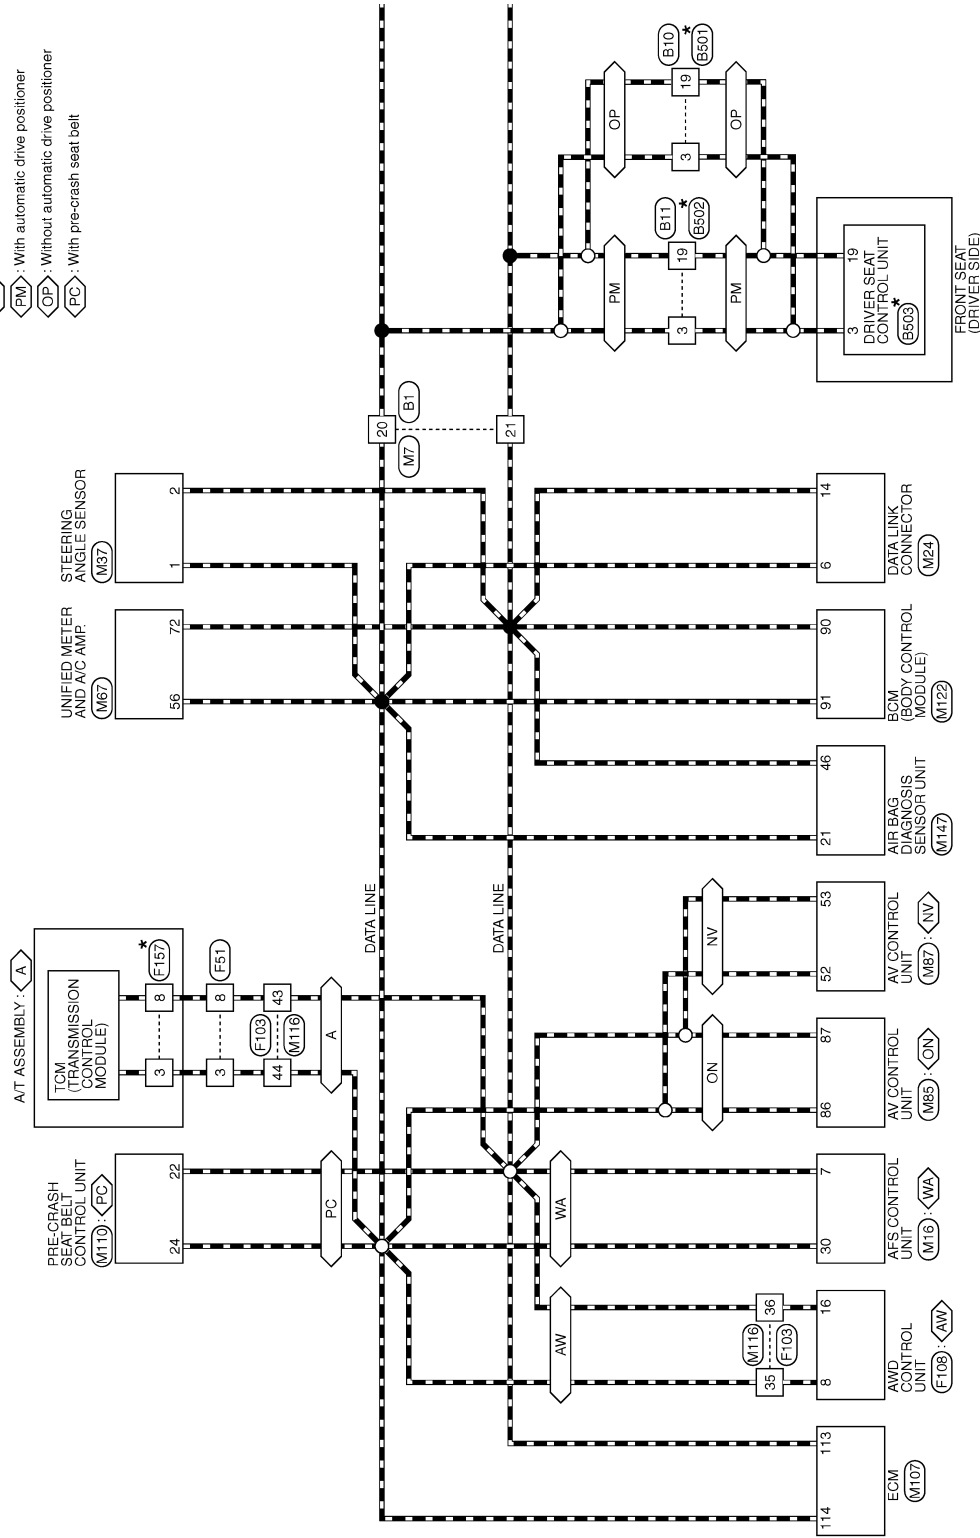 PM : With automatic drive positioner
OP : Without automatic drive positioner
PC : With pre-crash seat belt
A/T ASSEMBLY : A
TCM
(TRANSMISSION
CONTROL
MODULE)
3
8
F157
*
3
8
F51
44
43
F103
M116
A
PRE-CRASH
SEAT BELT
CONTROL UNIT
M110 : PC
24
22
PC
UNIFIED METER
AND A/C AMP.
M67
56
72
STEERING
ANGLE SENSOR
M37
1
2
DATA LINE
DATA LINE
20
21
M7
B1
PM
OP
3
19
B11
*
B502
3
19
B10
*
B501
PM
OP
3
19
DRIVER SEAT
CONTROL UNIT
B503
*
FRONT SEAT
(DRIVER SIDE)
AW
WA
ON
NV
35
36
M116
F103
114
113
ECM
M107
8
16
AWD
CONTROL
UNIT
F108 : AW
30
7
AFS CONTROL
UNIT
M16 : WA
86
87
AV CONTROL
UNIT
M85 : ON
52
53
AV CONTROL
UNIT
M87 : NV
21
46
AIR BAG
DIAGNOSIS
SENSOR UNIT
M147
91
90
BCM
(BODY CONTROL
MODULE)
M122
6
14
DATA LINK
CONNECTOR
M24